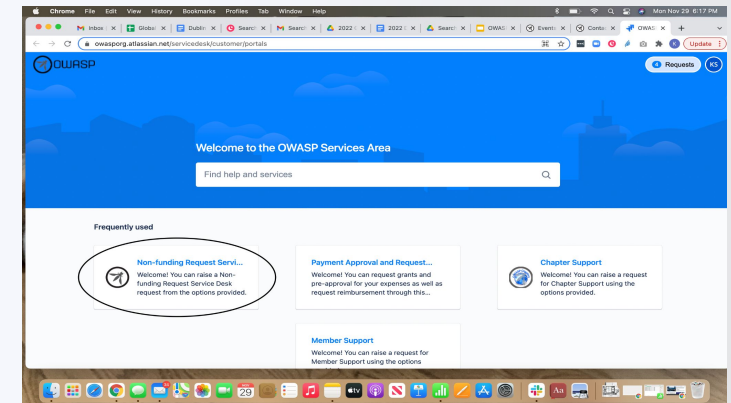 Chrome File Edit View History Bookmarks Profiles Tab Window Help Mon Nov 29 6:17 PM
Inbox Global Dublin Search Search 2022 2022 Search OWAS Events Contac OWAS
owasporg.atlassian.net/servicedesk/customer/portals Update
OWASP 4 Requests KS
Welcome to the OWASP Services Area
Find help and services
Frequently used
Non-funding Request Servi...
Welcome! You can raise a Non-
funding Request Service Desk
request from the options provided.
Payment Approval and Request...
Welcome! You can request grants and
pre-approval for your expenses as well as
request reimbursement through this...
Chapter Support
Welcome! You can raise a request
for Chapter Support using the
options provided.
Member Support
Welcome! You can raise a request for
Member Support using the options
29 tv Aa